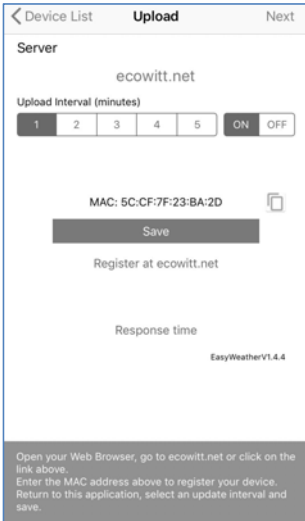 Device List Upload Next
Server
ecowitt.net
Upload Interval (minutes)
1 2 3 4 5 ON OFF
MAC: 5C:CF:7F:23:BA:2D
Save
Register at ecowitt.net
Response time
EasyWeatherV1.4.4
Open your Web Browser, go to ecowitt.net or click on the
link above.
Enter the MAC address above to register your device.
Return to this application, select an update interval and
save.